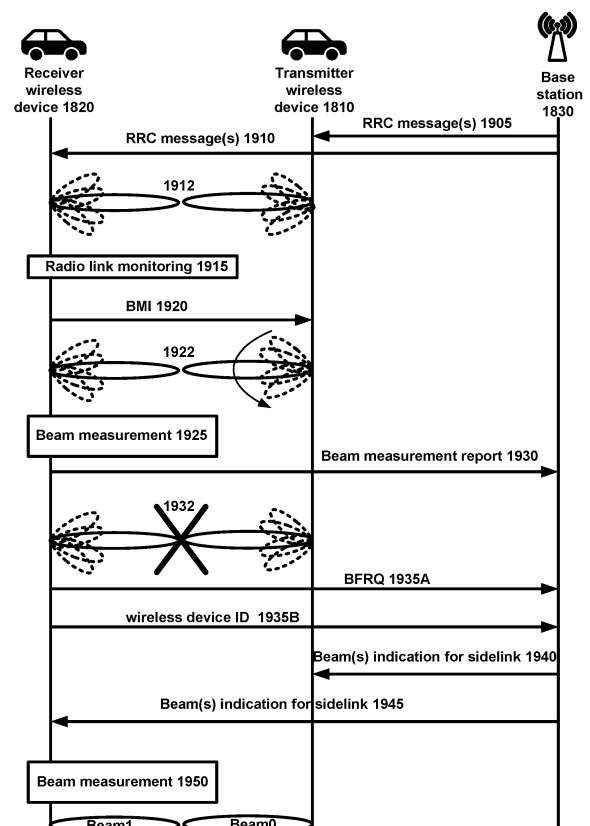 Receiver
wireless
device 1820
Transmitter
wireless
device 1810
Base
station
1830
RRC message(s) 1905
RRC message(s) 1910
1912
Radio link monitoring 1915
BMI 1920
1922
Beam measurement 1925
Beam measurement report 1930
1932
BFRQ 1935A
wireless device ID 1935B
Beam(s) indication for sidelink 1940
Beam(s) indication for sidelink 1945
Beam measurement 1950
Beam1
Beam0